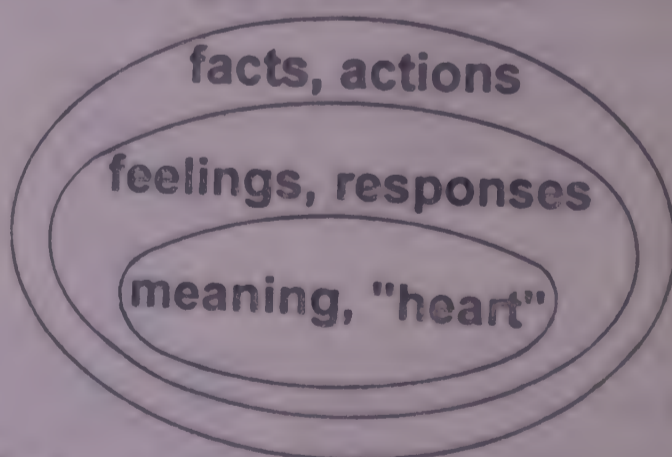 facts, actions
feelings, responses
meaning, "heart"